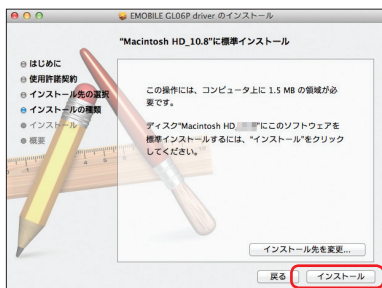 EMOBILE GL06P driver のインストール
"Macintosh HD_10.8"に標準インストール
はじめに
使用許諾契約
インストール先の選択
インストールの種類
インストール
概要
この操作には、コンピュータ上に 1.5 MB の領域が必
要です。
ディスク"Macintosh HD_ "にこのソフトウェアを
標準インストールするには、"インストール"をクリック
してください。
インストール先を変更...
戻る
インストール